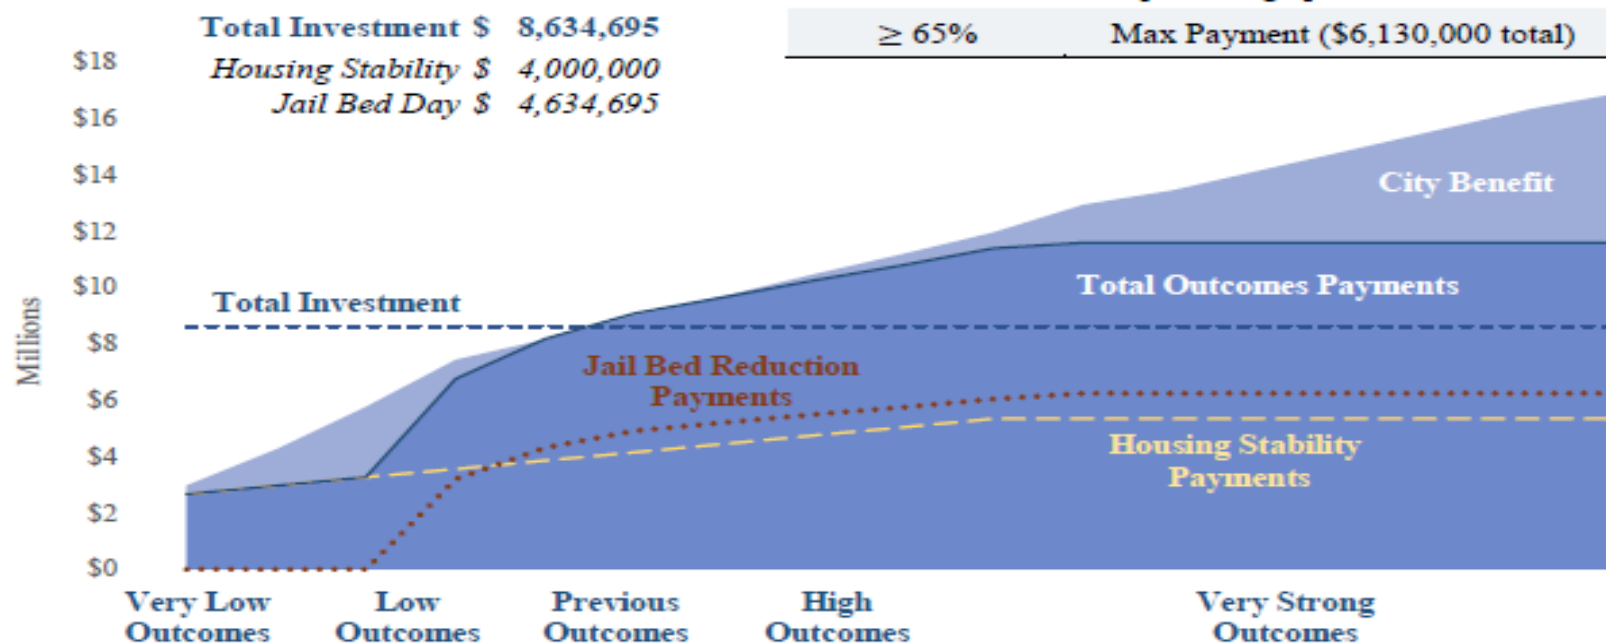 Total Investment $ 8,634,695
Housing Stability $ 4,000,000
Jail Bed Day $ 4,634,695
≥ 65% Max Payment ($6,130,000 total)
$18
$16
$14
$12
$10
$8
$6
$4
$2
$0
Millions
City Benefit
Total Outcomes Payments
Total Investment
Jail Bed Reduction
Payments
Housing Stability
Payments
Very Low
Outcomes
Low
Outcomes
Previous
Outcomes
High
Outcomes
Very Strong
Outcomes